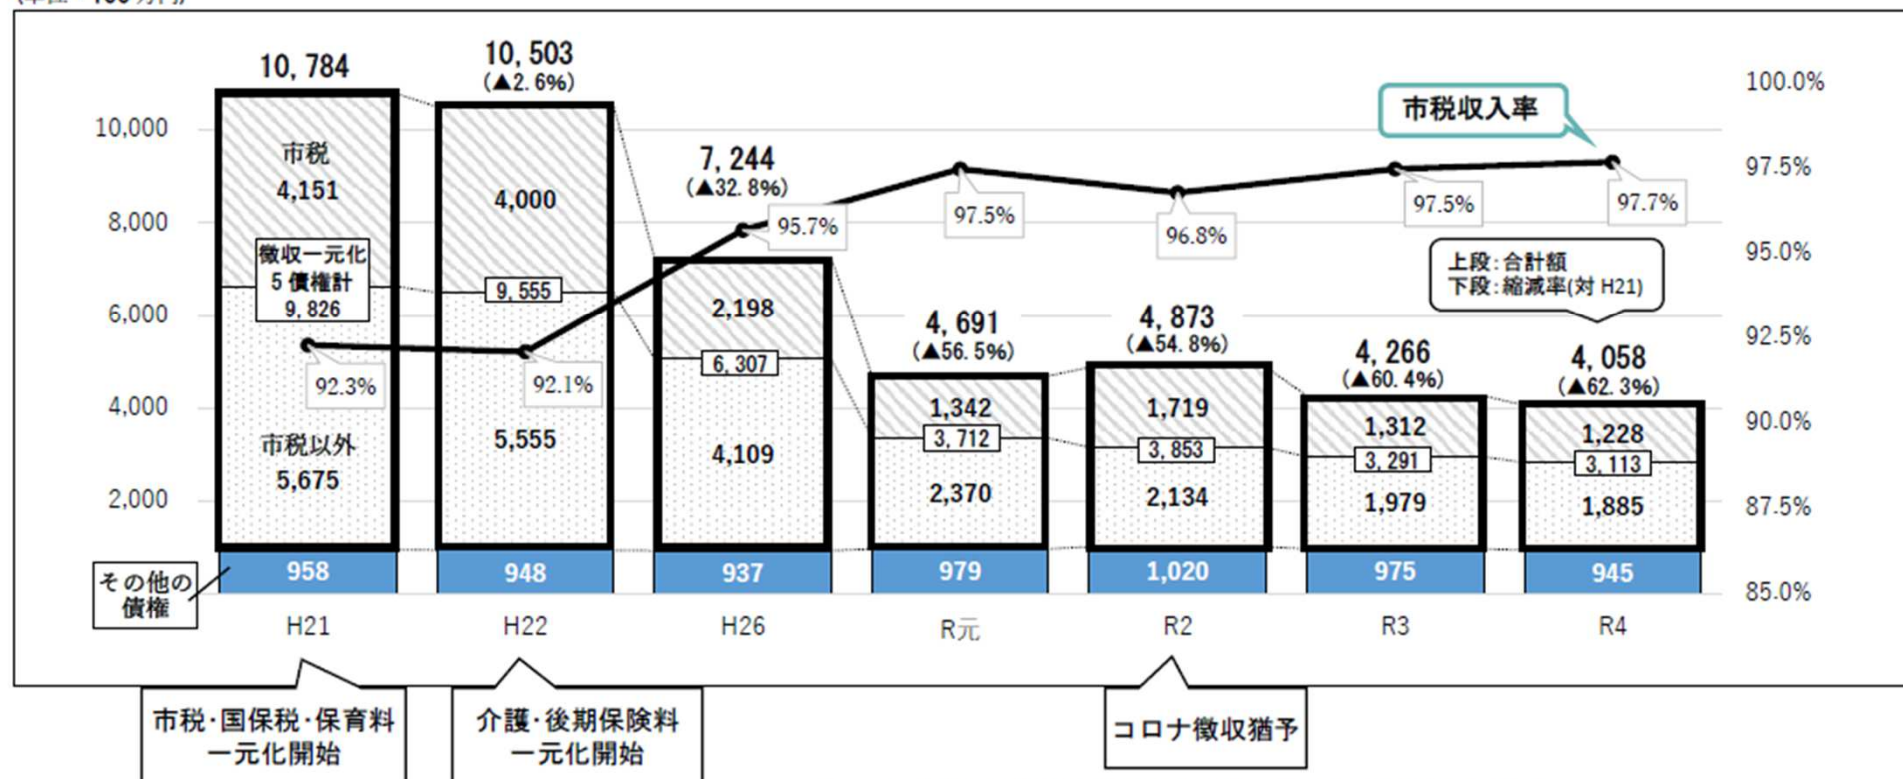 10,784
10,503
(▲2.6%)
7,244
(▲32.8%)
4,691
(▲56.5%)
4,873
(▲54.8%)
4,266
(▲60.4%)
4,058
(▲62.3%)
市税収入率
上段:合計額
下段:縮減率(対 H21)
10,000
8,000
6,000
4,000
2,000
100.0%
97.5%
95.0%
92.5%
90.0%
87.5%
85.0%
市税
4,151
徴収一元化
5 債権計
9,826
92.3%
市税以外
5,675
958
4,000
9,555
92.1%
5,555
948
95.7%
2,198
6,307
4,109
937
97.5%
1,342
3,712
2,370
979
96.8%
1,719
3,853
2,134
1,020
97.5%
1,312
3,291
1,979
975
97.7%
1,228
3,113
1,885
945
その他の
債権
H21
H22
H26
R元
R2
R3
R4
市税・国保税・保育料
一元化開始
介護・後期保険料
一元化開始
コロナ徴収猶予